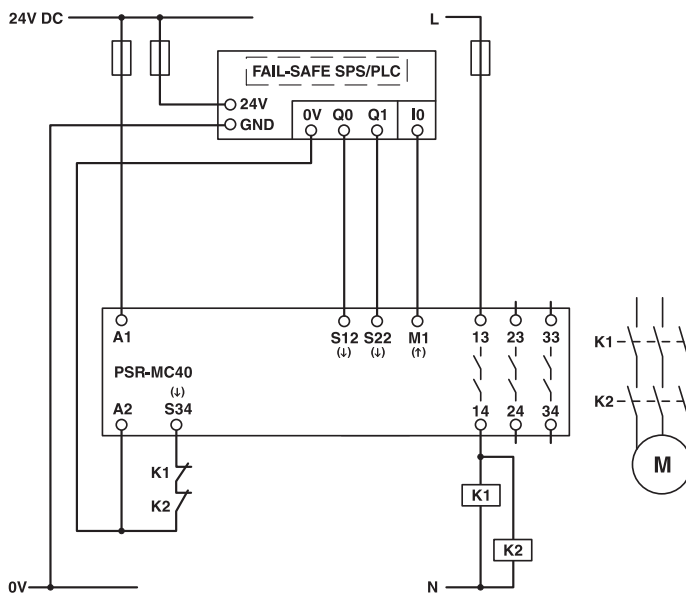 24V DC
L
FAIL-SAFE SPS/PLC
24V
GND
0V Q0 Q1 I0
A1 S12 S22 M1 13 23 33
(↓) (↓) (↑)
PSR-MC40
(↓)
A2 S34 14 24 34
K1
K2
K1
K2
K1
K2
M
0V N